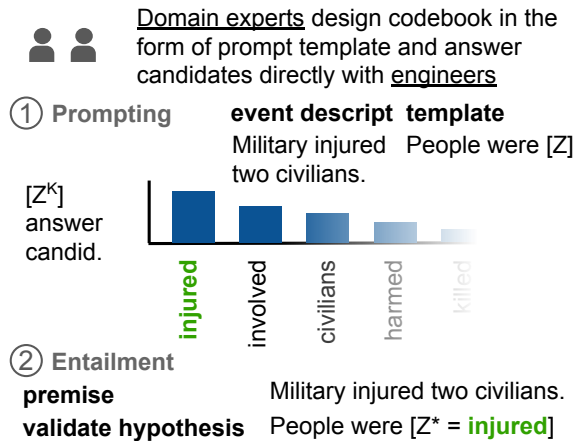 Domain experts design codebook in the
form of prompt template and answer
candidates directly with engineers
1 Prompting
event descript template
Military injured People were [Z]
two civilians.
[Zᴷ]
answer
candid.
injured
involved
civilians
harmed
killed
2 Entailment
premise Military injured two civilians.
validate hypothesis People were [Z* = injured]